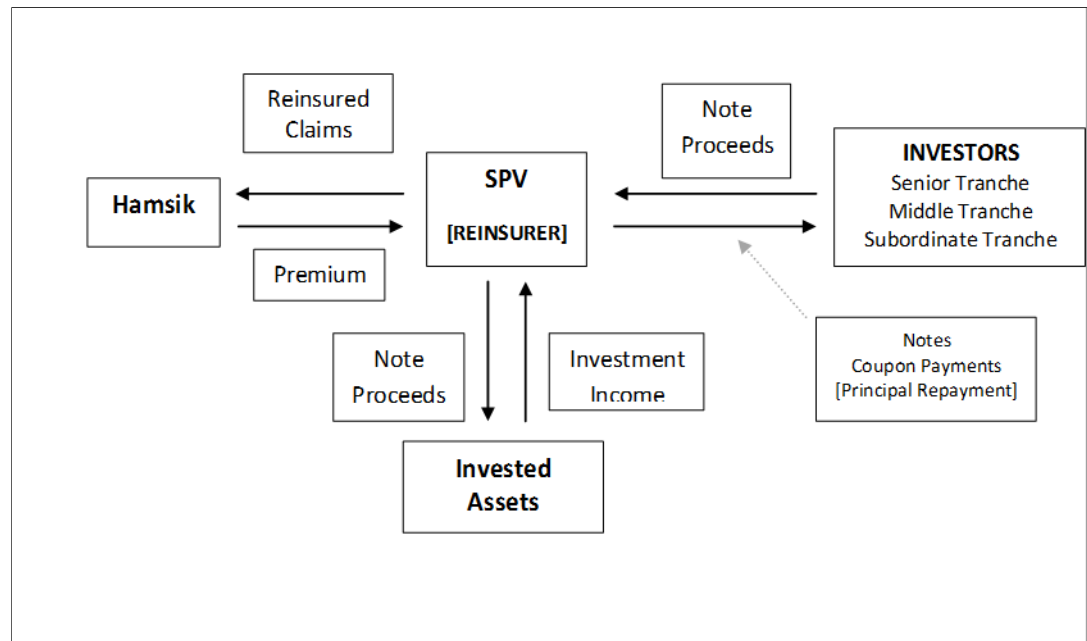 Reinsured
Claims
Note
Proceeds
INVESTORS
Senior Tranche
Middle Tranche
Subordinate Tranche
SPV
[REINSURER]
Hamsik
Premium
Note
Proceeds
Investment
Income
Notes
Coupon Payments
[Principal Repayment]
Invested
Assets